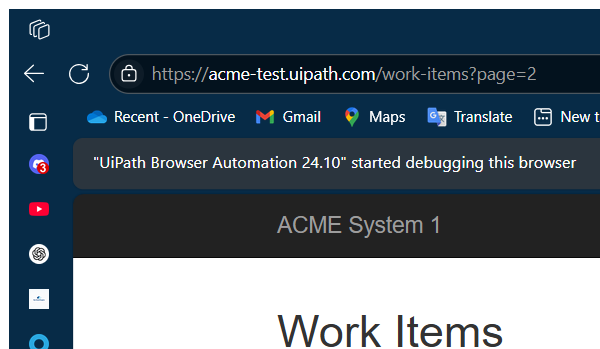 https://acme-test.uipath.com/work-items?page=2
Recent - OneDrive Gmail Maps Translate New t
"UiPath Browser Automation 24.10" started debugging this browser
3
ACME System 1
Work Items